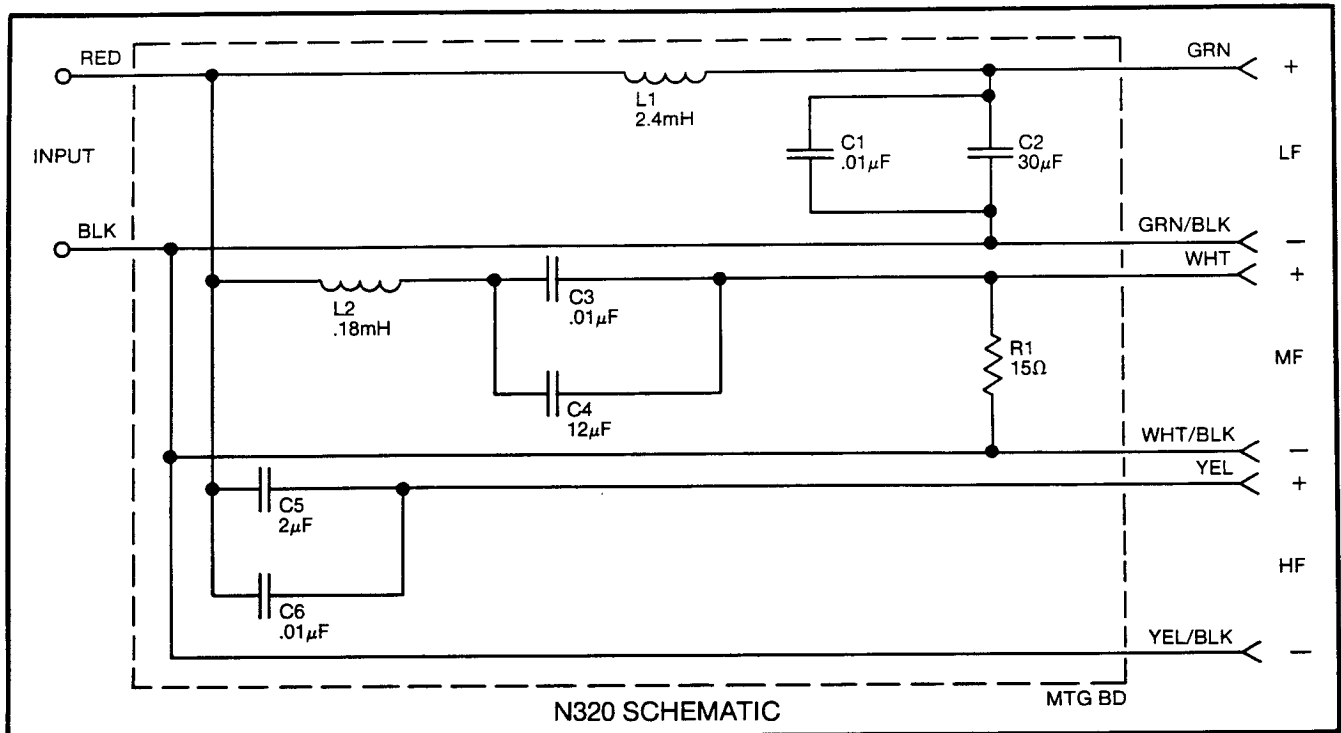 RED
GRN
+
L1
2.4mH
C1
.01µF
C2
30µF
INPUT
LF
BLK
GRN/BLK
−
WHT
+
L2
.18mH
C3
.01µF
R1
15Ω
MF
C4
12µF
WHT/BLK
−
YEL
+
C5
2µF
HF
C6
.01µF
YEL/BLK
−
MTG BD
N320 SCHEMATIC